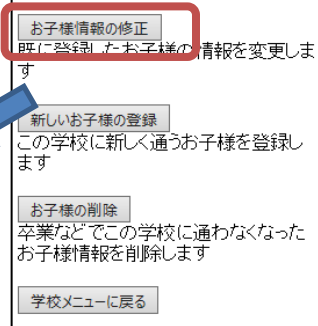 お子様情報の修正
既に登録したお子様の情報を変更しま
す
新しいお子様の登録
この学校に新しく通うお子様を登録し
ます
お子様の削除
卒業などでこの学校に通わなくなった
お子様情報を削除します
学校メニューに戻る